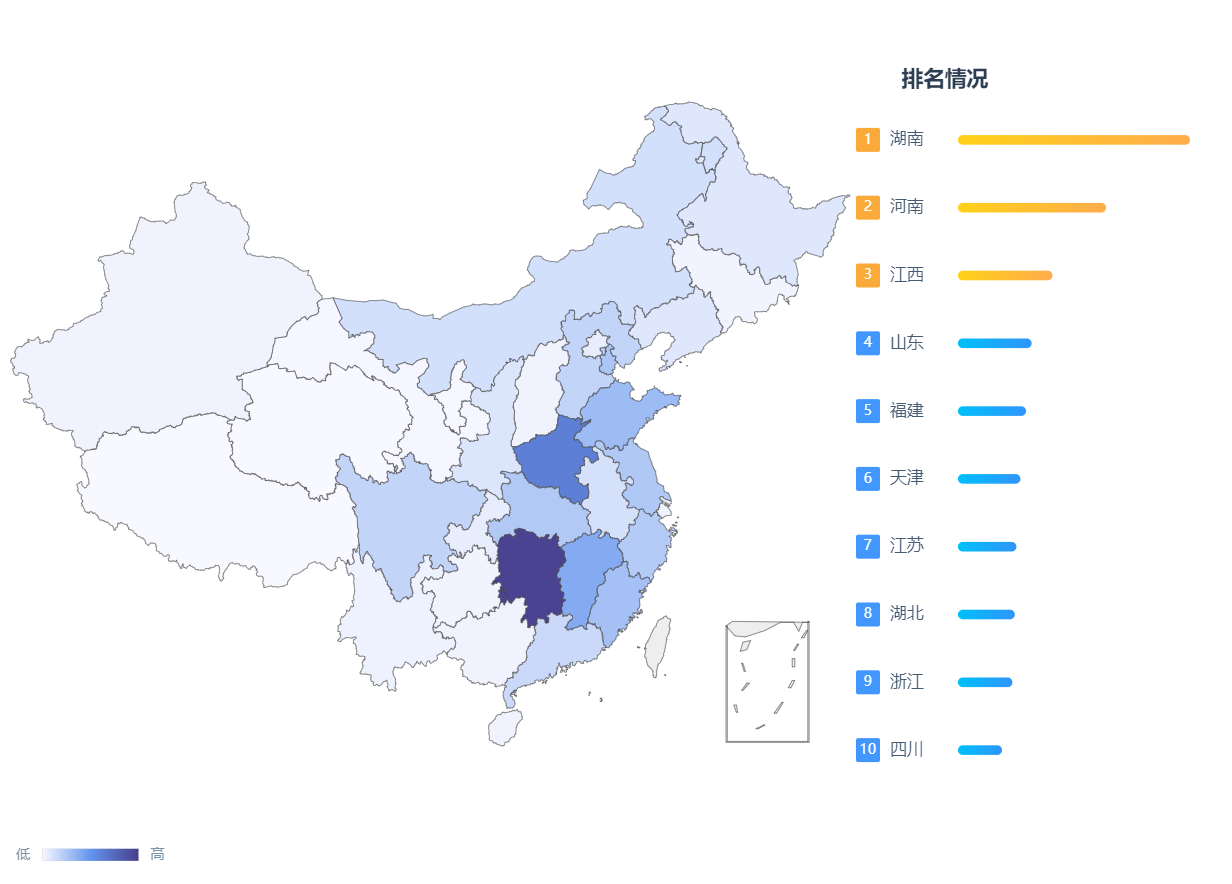 排名情况
1 湖南
2 河南
3 江西
4 山东
5 福建
6 天津
7 江苏
8 湖北
9 浙江
10 四川
低 高